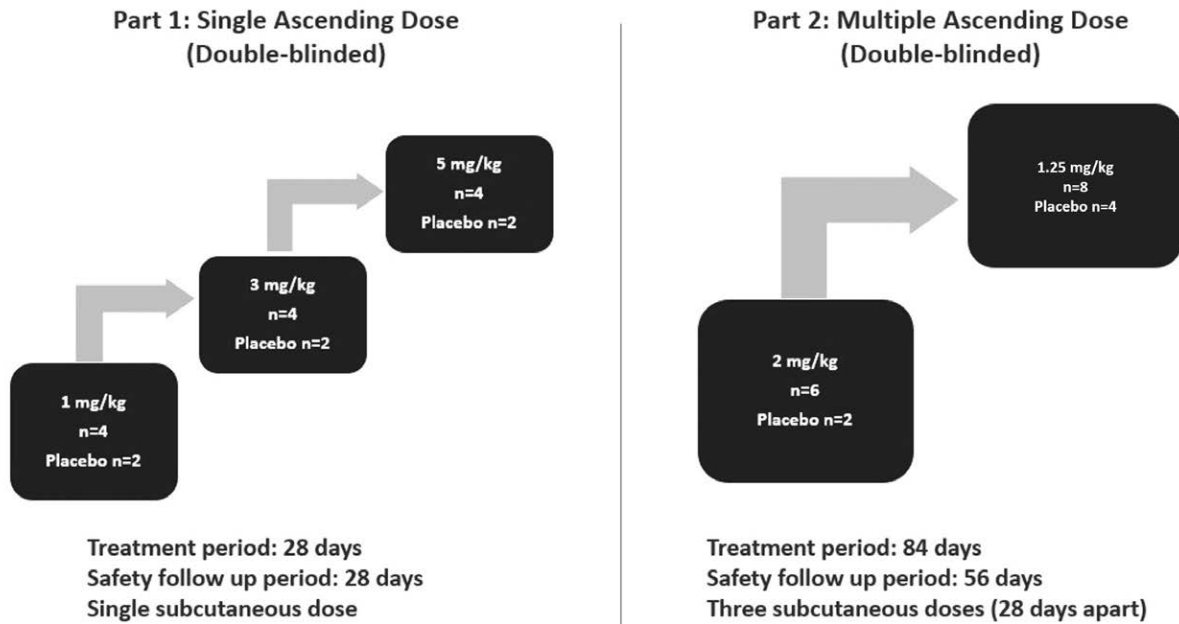 Part 1: Single Ascending Dose
(Double-blinded)
1 mg/kg
n=4
Placebo n=2
3 mg/kg
n=4
Placebo n=2
5 mg/kg
n=4
Placebo n=2
Treatment period: 28 days
Safety follow up period: 28 days
Single subcutaneous dose
Part 2: Multiple Ascending Dose
(Double-blinded)
2 mg/kg
n=6
Placebo n=2
1.25 mg/kg
n=8
Placebo n=4
Treatment period: 84 days
Safety follow up period: 56 days
Three subcutaneous doses (28 days apart)